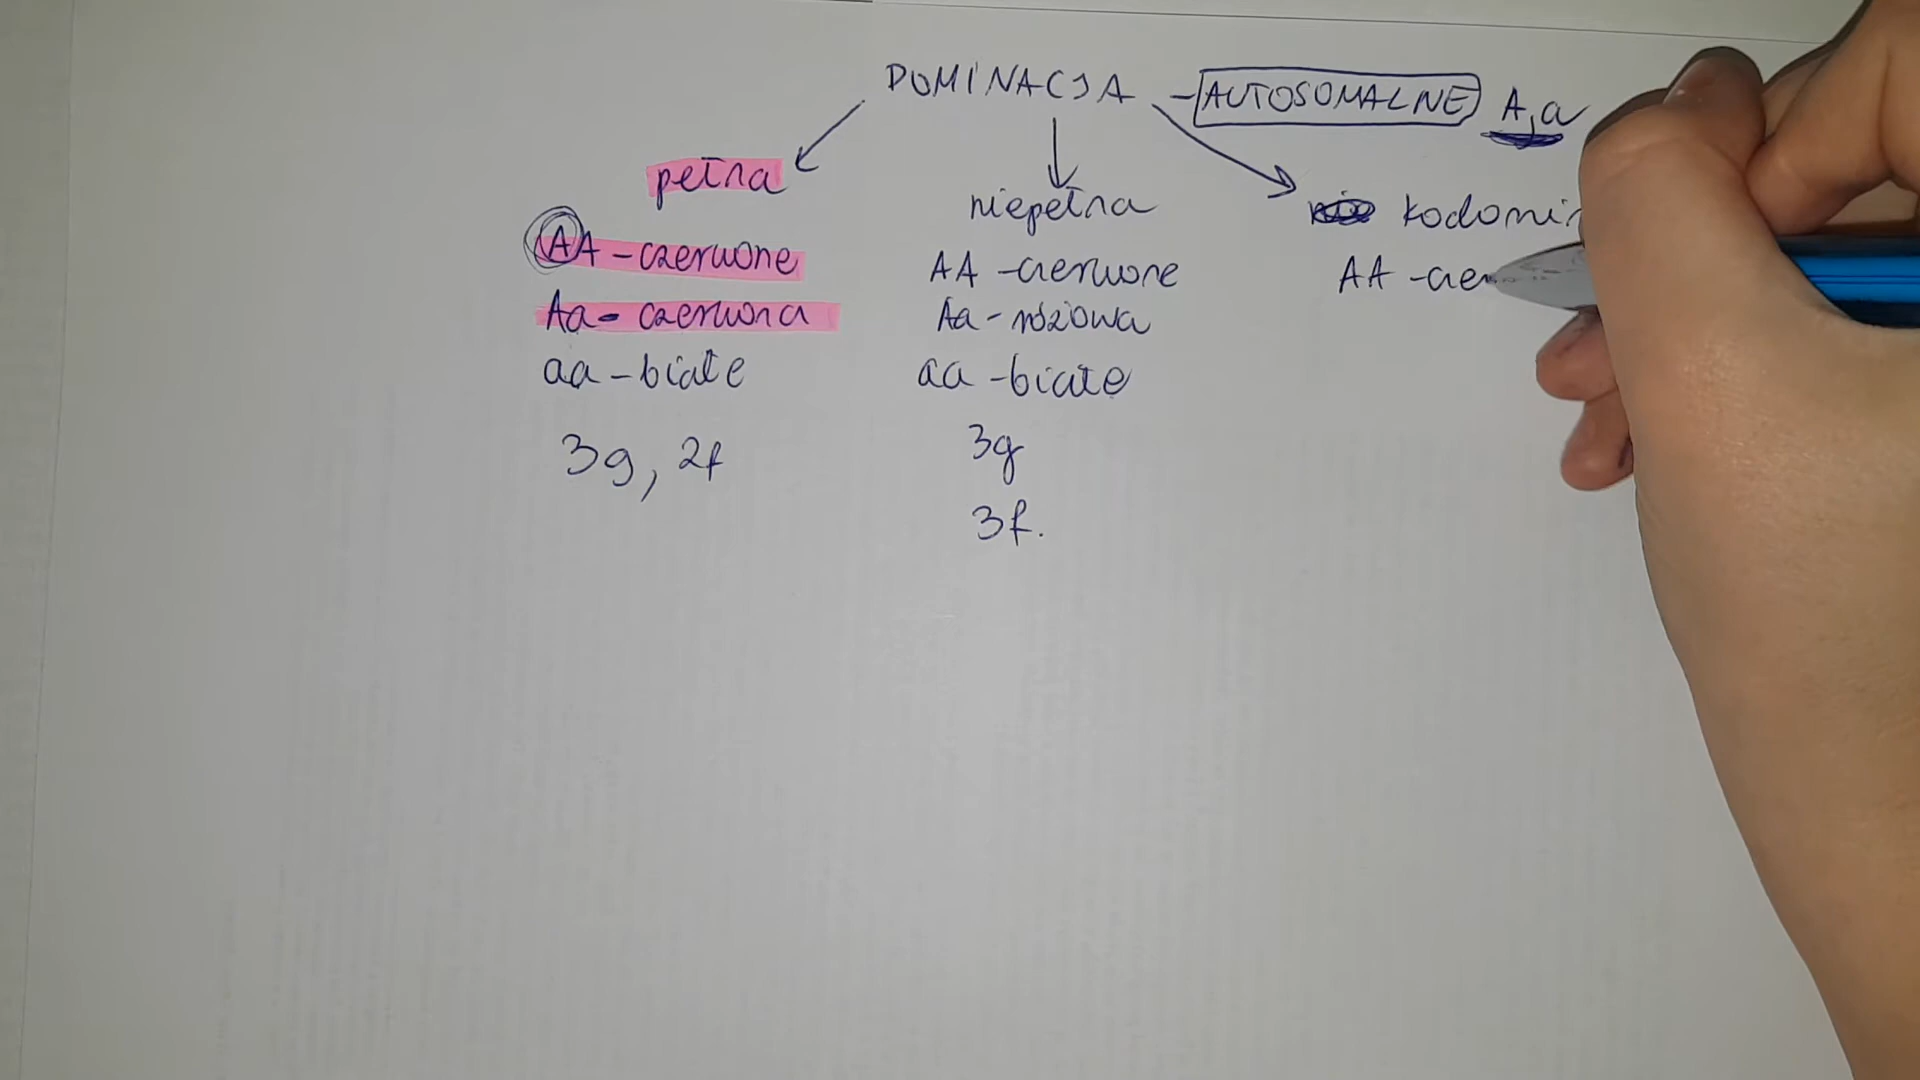 DOMINACJA - AUTOSOMALNE A,a
pełna
AA - czerwone
Aa - czerwona
aa - białe
3g, 2f
niepełna
AA - czerwone
Aa - różowa
aa - białe
3g
3f.
kodomin
AA - cze